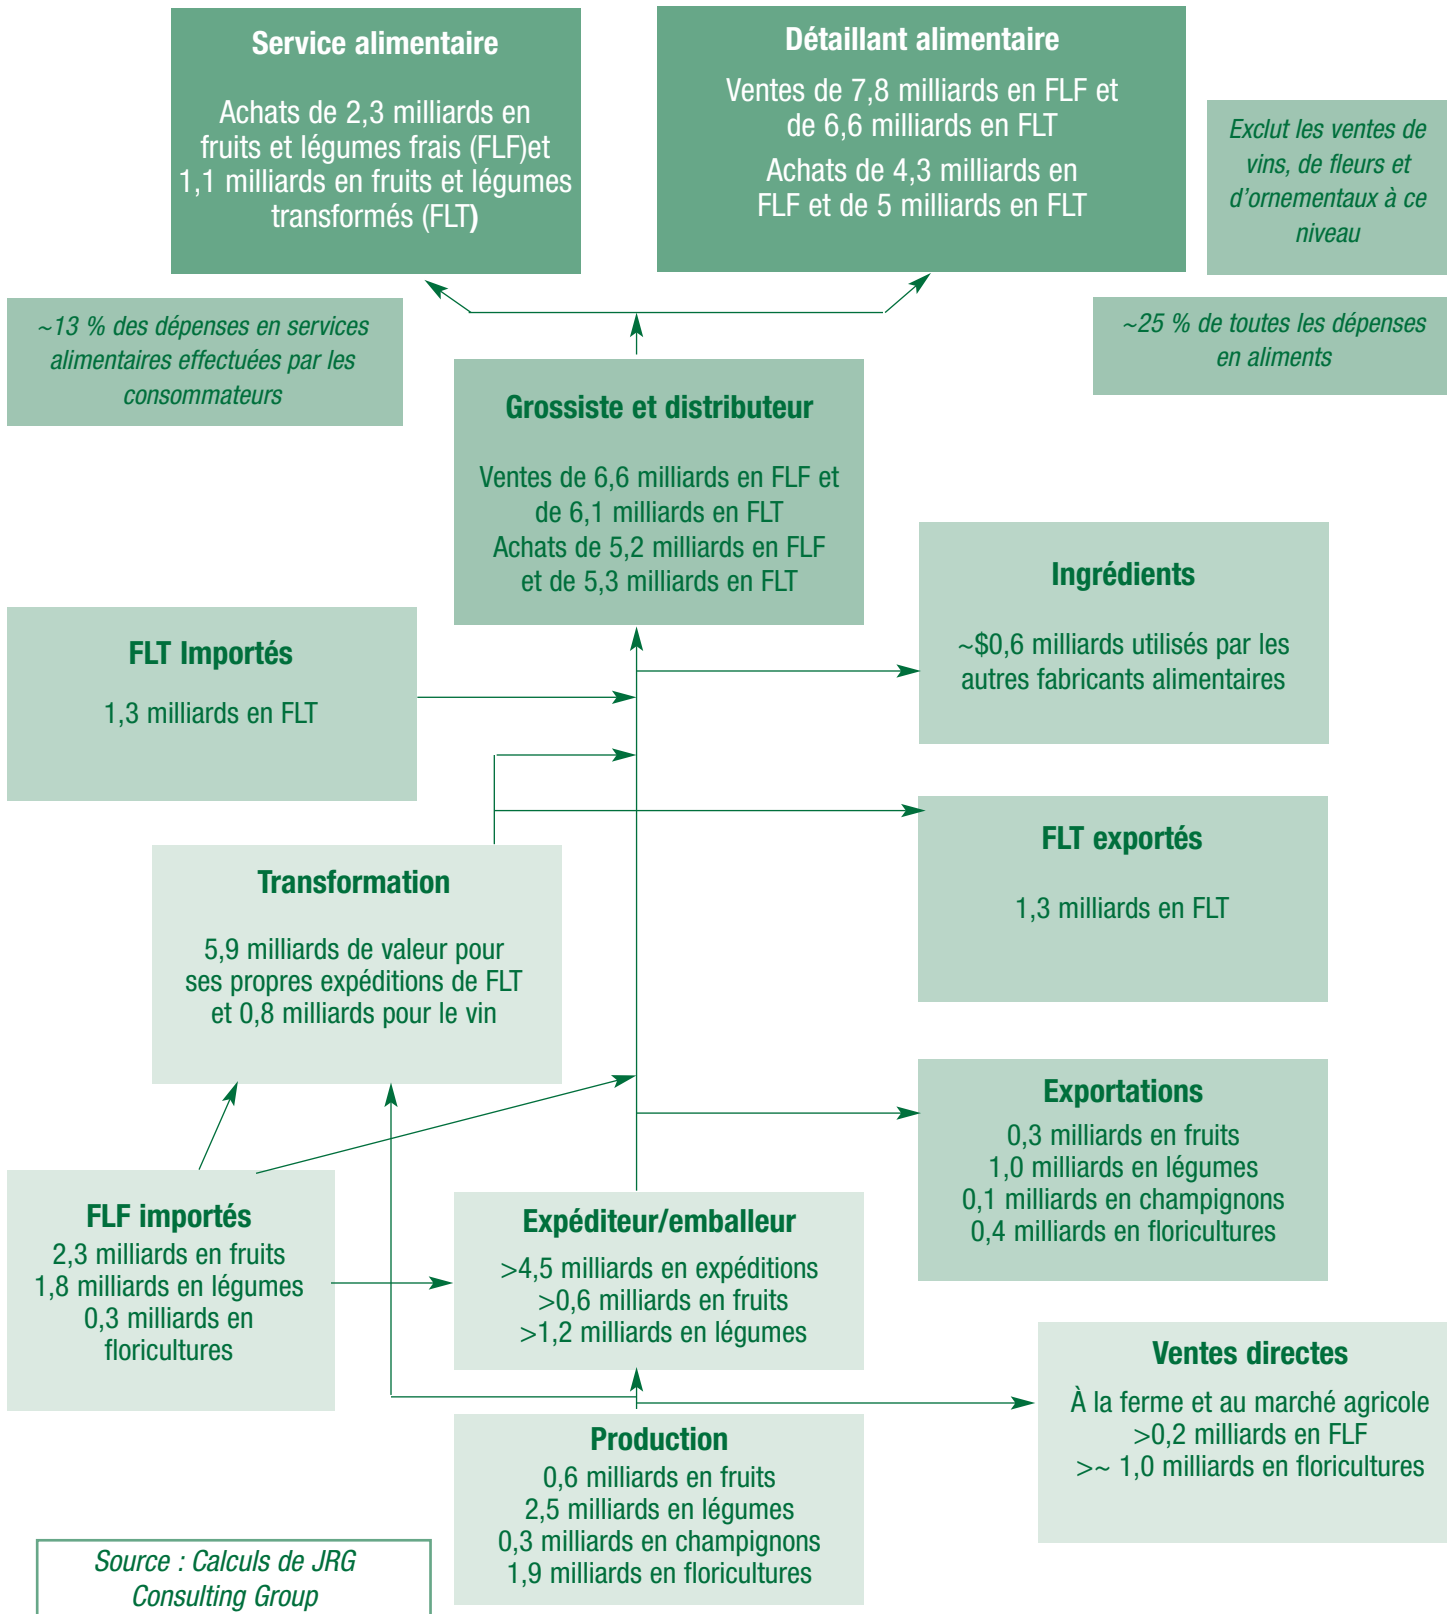 Service alimentaire
Achats de 2,3 milliards en
fruits et légumes frais (FLF)et
1,1 milliards en fruits et légumes
transformés (FLT)
Détaillant alimentaire
Ventes de 7,8 milliards en FLF et
de 6,6 milliards en FLT
Achats de 4,3 milliards en
FLF et de 5 milliards en FLT
Exclut les ventes de
vins, de fleurs et
d'ornementaux à ce
niveau
~13 % des dépenses en services
alimentaires effectuées par les
consommateurs
~25 % de toutes les dépenses
en aliments
Grossiste et distributeur
Ventes de 6,6 milliards en FLF et
de 6,1 milliards en FLT
Achats de 5,2 milliards en FLF
et de 5,3 milliards en FLT
Ingrédients
~$0,6 milliards utilisés par les
autres fabricants alimentaires
FLT Importés
1,3 milliards en FLT
FLT exportés
1,3 milliards en FLT
Transformation
5,9 milliards de valeur pour
ses propres expéditions de FLT
et 0,8 milliards pour le vin
Exportations
0,3 milliards en fruits
1,0 milliards en légumes
0,1 milliards en champignons
0,4 milliards en floricultures
FLF importés
2,3 milliards en fruits
1,8 milliards en légumes
0,3 milliards en
floricultures
Expéditeur/emballeur
>4,5 milliards en expéditions
>0,6 milliards en fruits
>1,2 milliards en légumes
Ventes directes
À la ferme et au marché agricole
>0,2 milliards en FLF
>~ 1,0 milliards en floricultures
Production
0,6 milliards en fruits
2,5 milliards en légumes
0,3 milliards en champignons
1,9 milliards en floricultures
Source : Calculs de JRG
Consulting Group